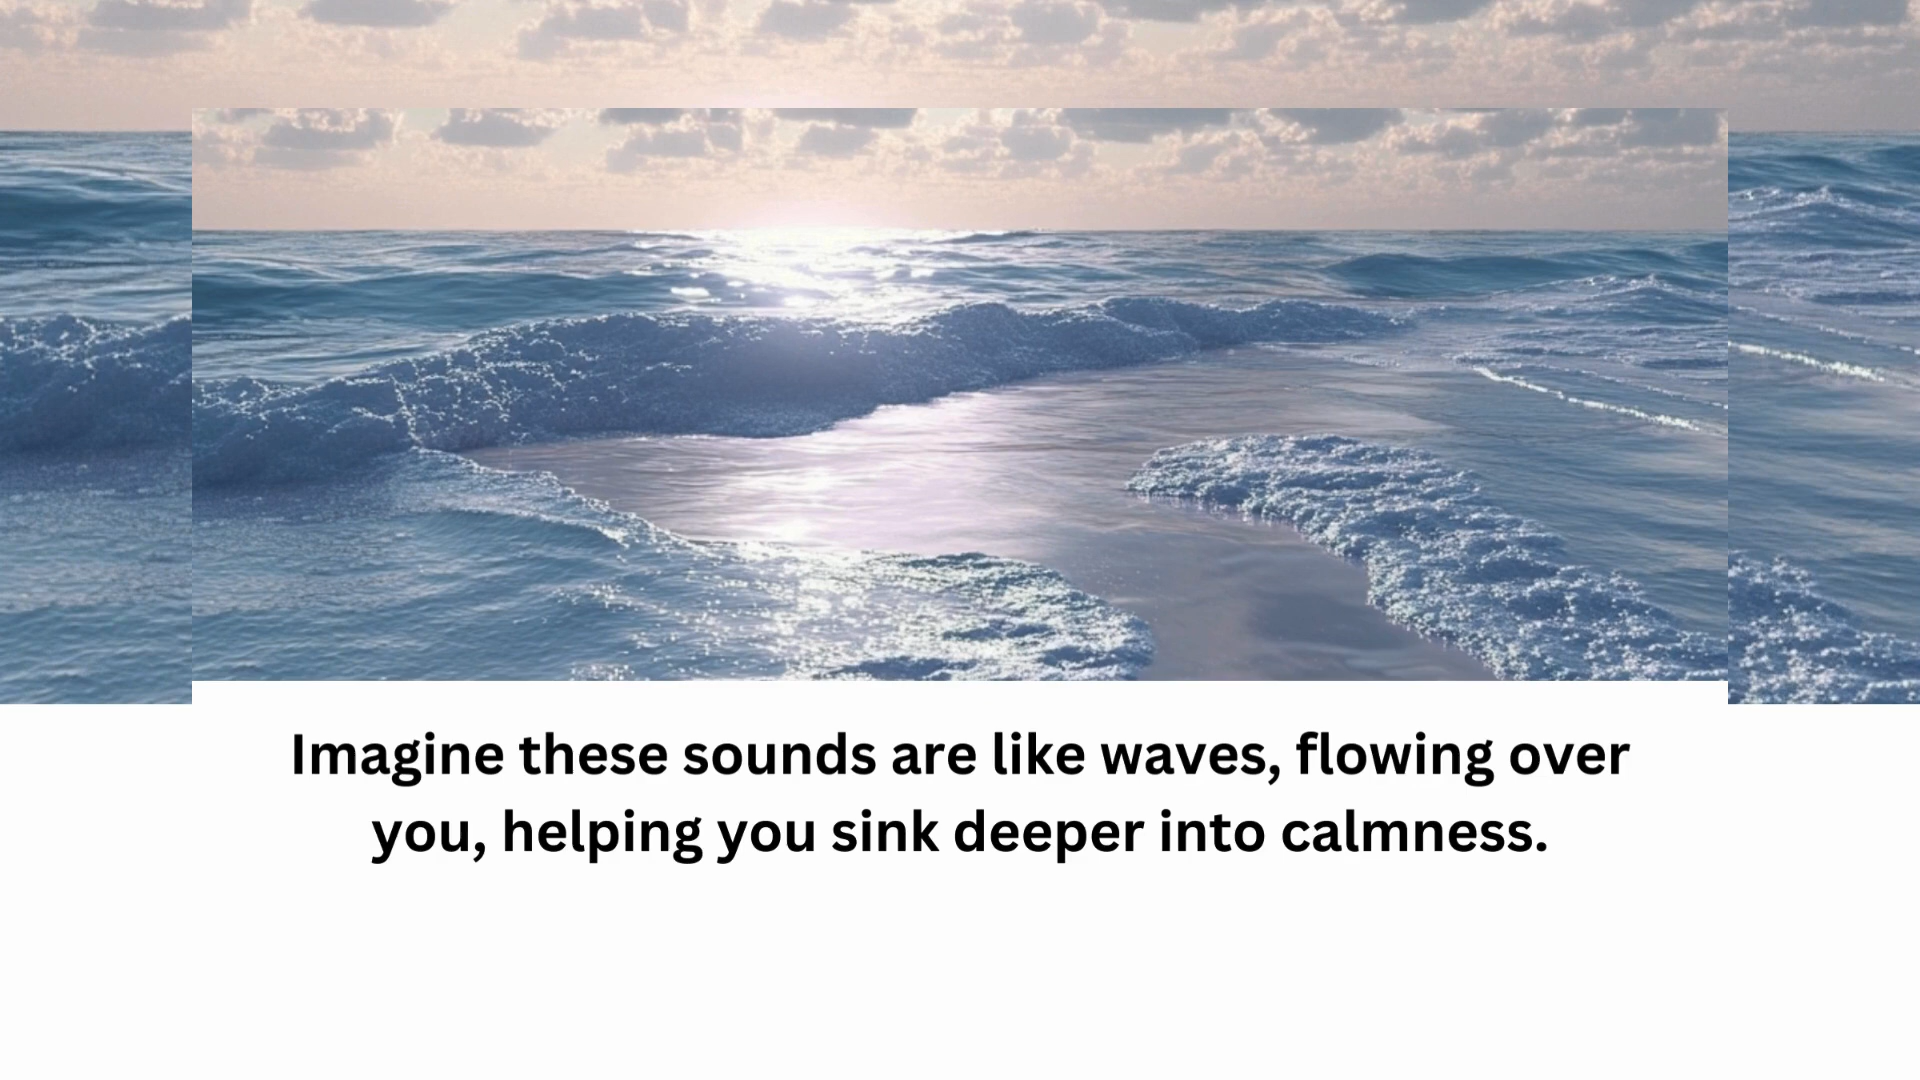 Imagine these sounds are like waves, flowing over
you, helping you sink deeper into calmness.